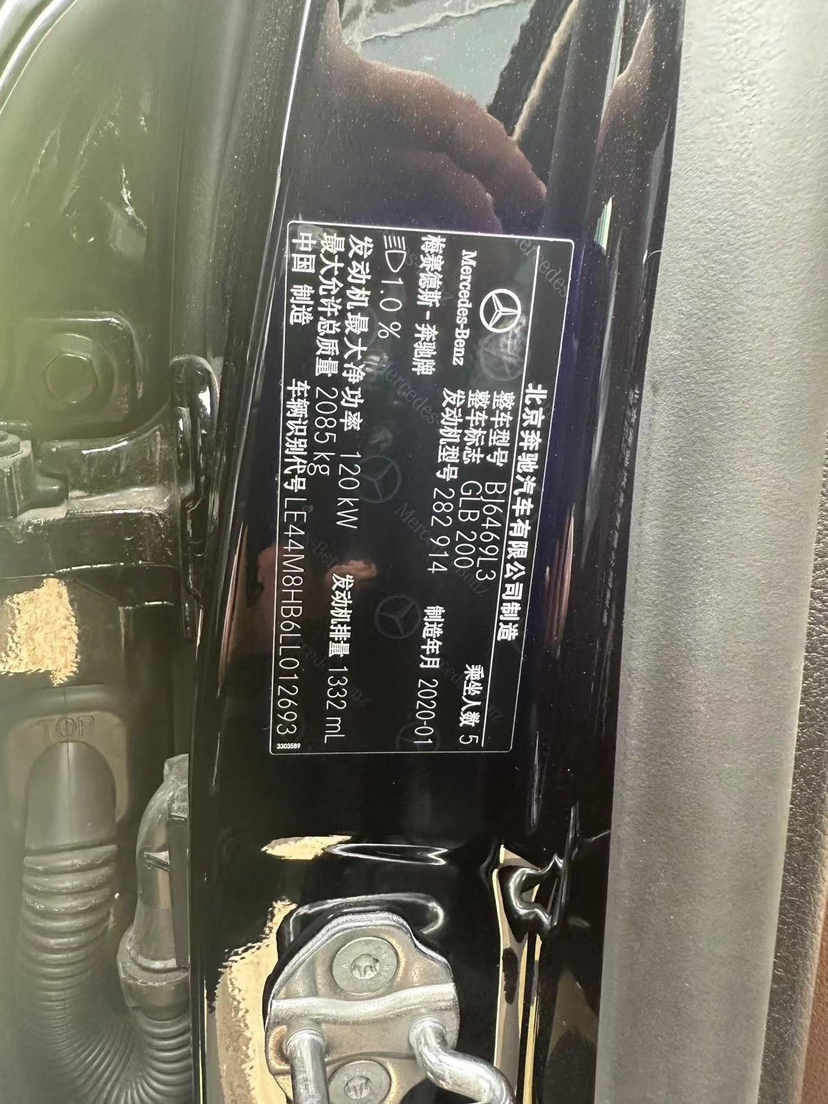 北京奔驰汽车有限公司制造
Mercedes-Benz
梅赛德斯-奔驰牌
整车型号 BJ6469L3
整车标志 GLB 200 乘坐人数 5
发动机型号 282 914 制造年月 2020-01
1.0 %
发动机最大净功率 120 kW 发动机排量 1332 mL
最大允许总质量 2085 kg
中国 制造 车辆识别代号 LE44M8HB6LL012693
3303589
TOP